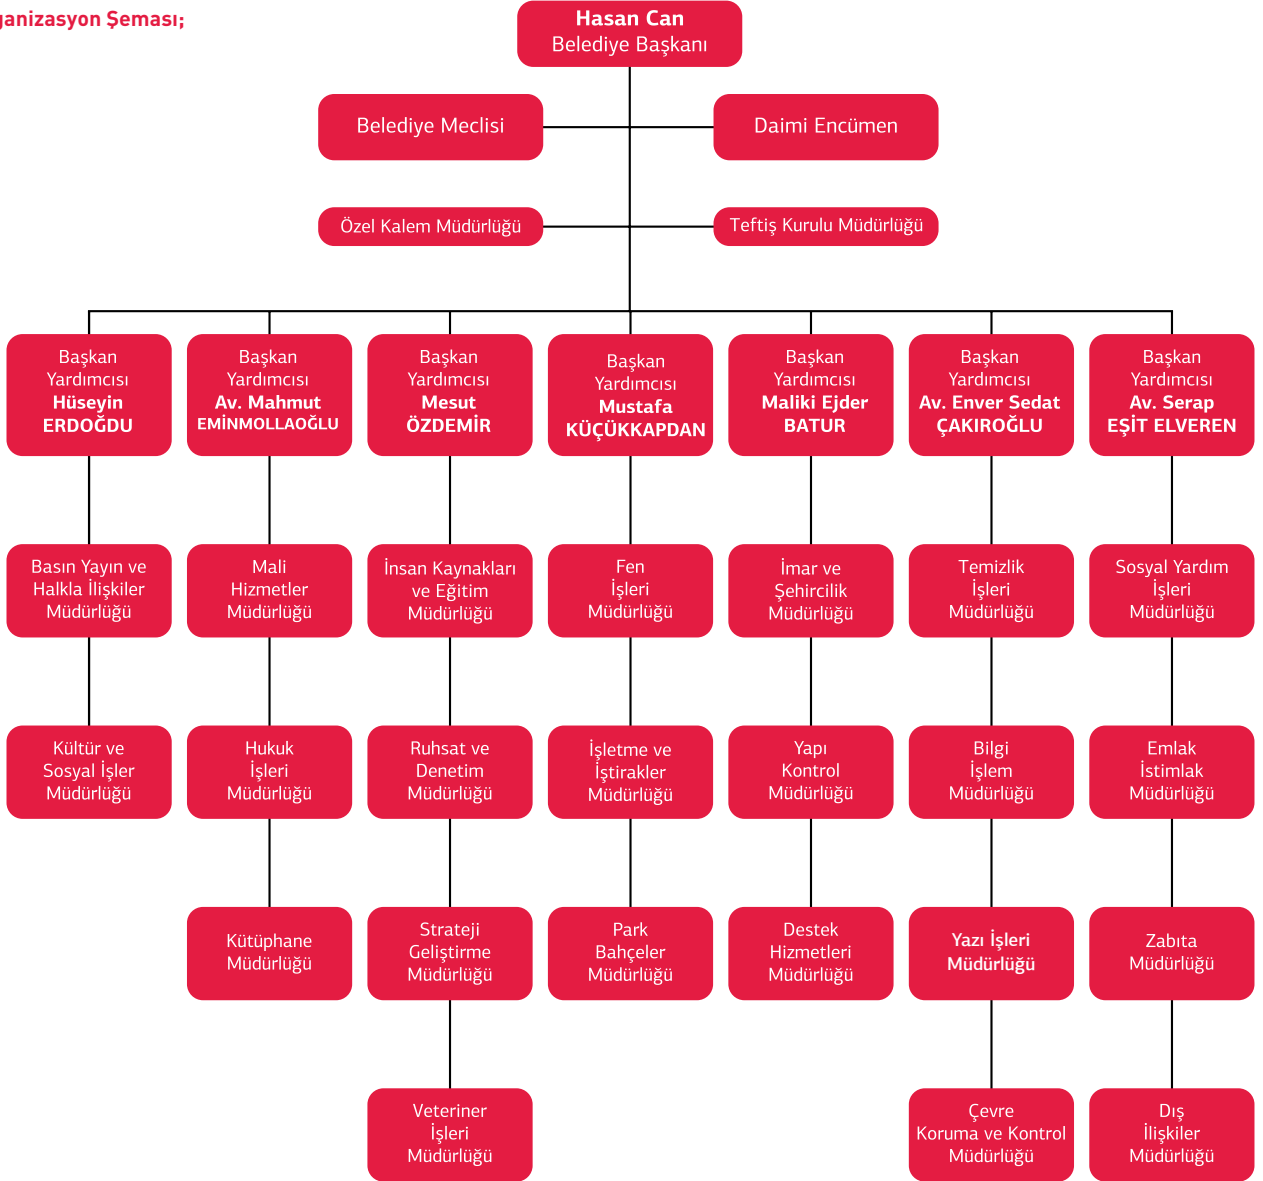 ganizasyon Şeması;
Hasan Can
Belediye Başkanı
Belediye Meclisi
Daimi Encümen
Özel Kalem Müdürlüğü
Teftiş Kurulu Müdürlüğü
Başkan
Yardımcısı
Hüseyin
ERDOĞDU
Başkan
Yardımcısı
Av. Mahmut
EMİNMOLLAOĞLU
Başkan
Yardımcısı
Mesut
ÖZDEMİR
Başkan
Yardımcısı
Mustafa
KÜÇÜKKAPDAN
Başkan
Yardımcısı
Maliki Ejder
BATUR
Başkan
Yardımcısı
Av. Enver Sedat
ÇAKIROĞLU
Başkan
Yardımcısı
Av. Serap
EŞİT ELVEREN
Basın Yayın ve
Halkla İlişkiler
Müdürlüğü
Mali
Hizmetler
Müdürlüğü
İnsan Kaynakları
ve Eğitim
Müdürlüğü
Fen
İşleri
Müdürlüğü
İmar ve
Şehircilik
Müdürlüğü
Temizlik
İşleri
Müdürlüğü
Sosyal Yardım
İşleri
Müdürlüğü
Kültür ve
Sosyal İşler
Müdürlüğü
Hukuk
İşleri
Müdürlüğü
Ruhsat ve
Denetim
Müdürlüğü
İşletme ve
İştirakler
Müdürlüğü
Yapı
Kontrol
Müdürlüğü
Bilgi
İşlem
Müdürlüğü
Emlak
İstimlak
Müdürlüğü
Kütüphane
Müdürlüğü
Strateji
Geliştirme
Müdürlüğü
Park
Bahçeler
Müdürlüğü
Destek
Hizmetleri
Müdürlüğü
Yazı İşleri
Müdürlüğü
Zabıta
Müdürlüğü
Veteriner
İşleri
Müdürlüğü
Çevre
Koruma ve Kontrol
Müdürlüğü
Dış
İlişkiler
Müdürlüğü